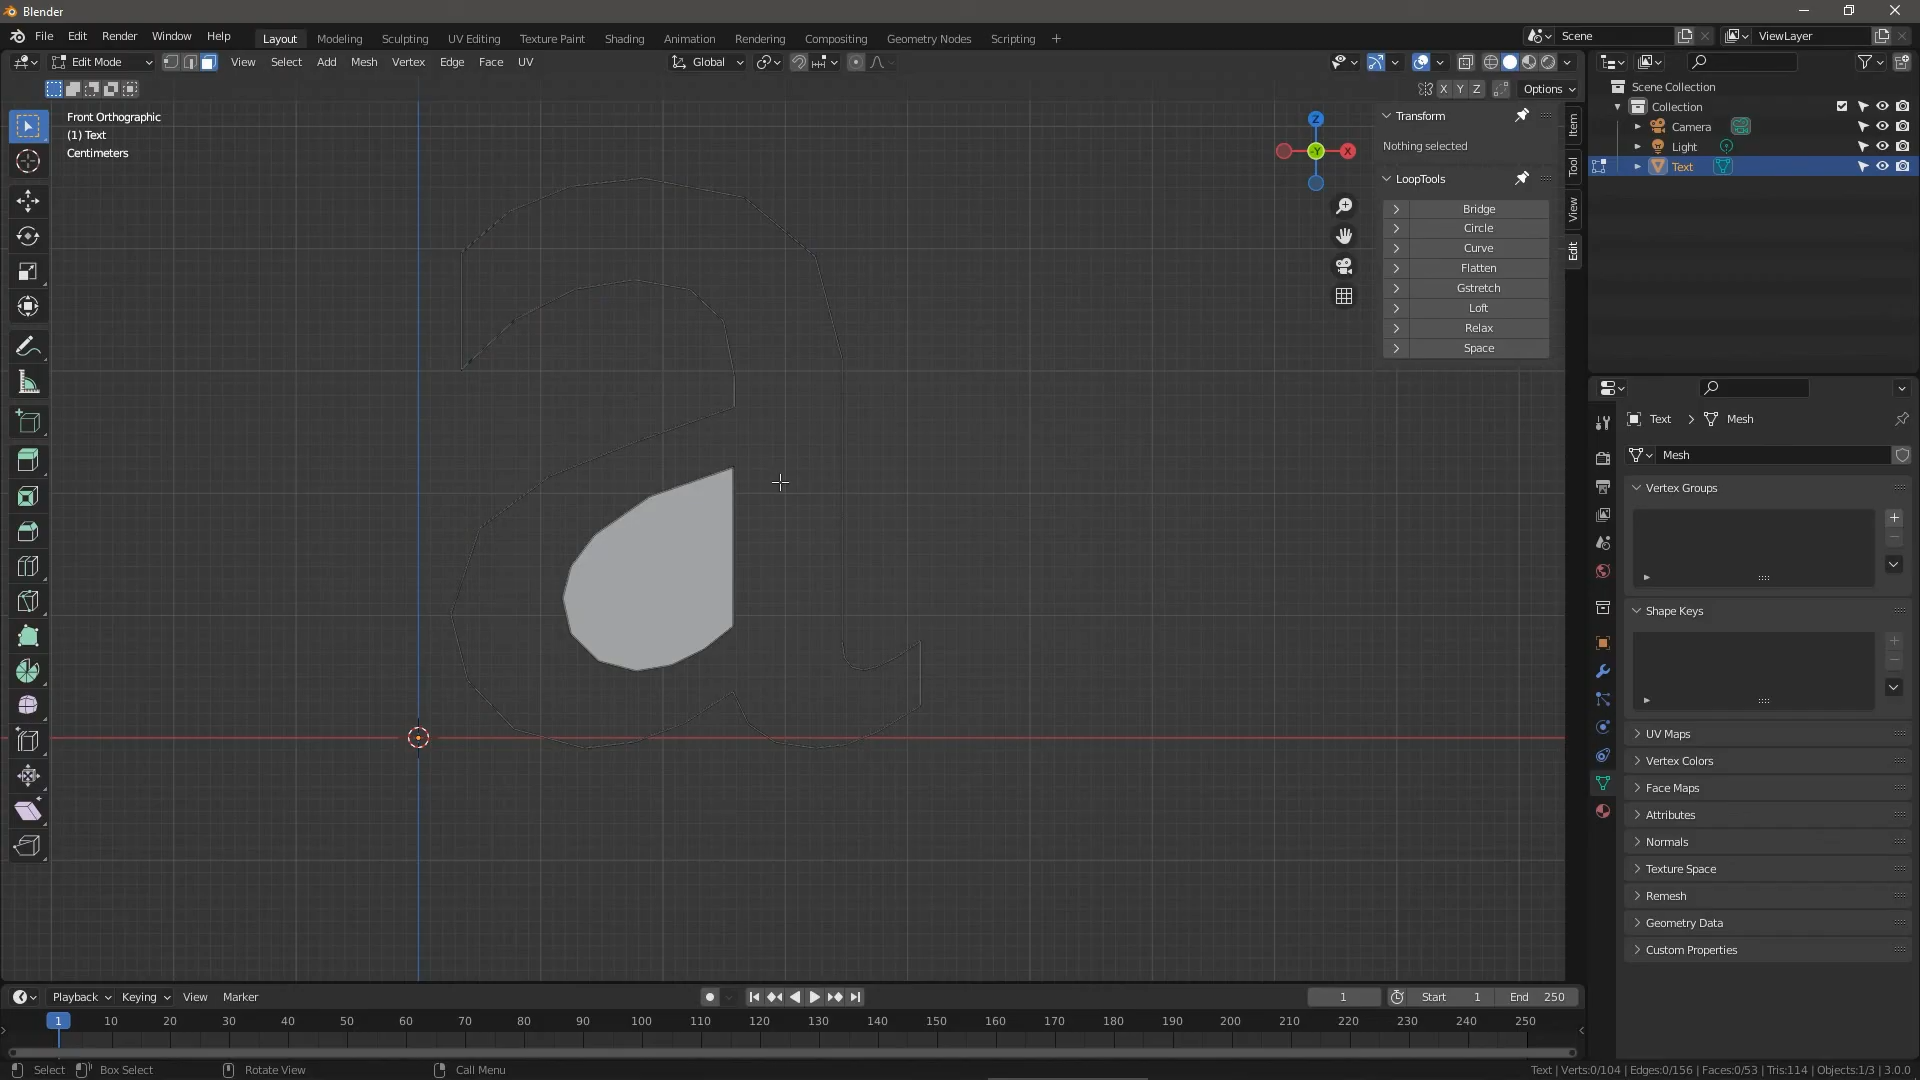 Blender
File Edit Render Window Help
Layout Modeling Sculpting UV Editing Texture Paint Shading Animation Rendering Compositing Geometry Nodes Scripting +
Scene
ViewLayer
Edit Mode
View Select Add Mesh Vertex Edge Face UV
Global
X Y Z
Options
Front Orthographic
(1) Text
Centimeters
Z
X
-Y
Transform
Nothing selected
LoopTools
Bridge
Circle
Curve
Flatten
Gstretch
Loft
Relax
Space
Item
Tool
View
Edit
Scene Collection
Collection
Camera
Light
Text
Text > Mesh
Mesh
Vertex Groups
Shape Keys
UV Maps
Vertex Colors
Face Maps
Attributes
Normals
Texture Space
Remesh
Geometry Data
Custom Properties
Playback Keying View Marker
1
Start 1
End 250
1 10 20 30 40 50 60 70 80 90 100 110 120 130 140 150 160 170 180 190 200 210 220 230 240 250
Select Box Select Rotate View Call Menu
Text | Verts:0/104 | Edges:0/156 | Faces:0/53 | Tris:114 | Objects:1/3 | 3.0.0